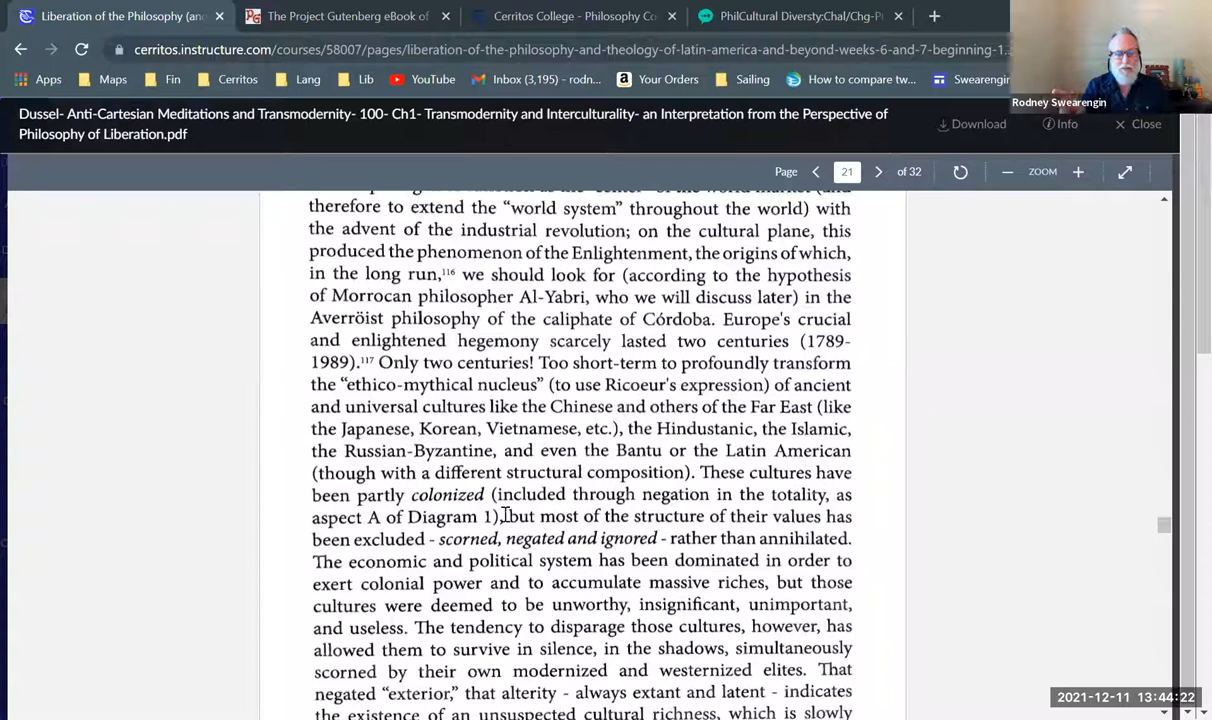 Liberation of the Philosophy (and
The Project Gutenberg eBook of
Cerritos College - Philosophy Co
PhilCultural Diversty:Chal/Chg-P
cerritos.instructure.com/courses/58007/pages/liberation-of-the-philosophy-and-theology-of-latin-america-and-beyond-weeks-6-and-7-beginning-1
Apps Maps Fin Cerritos Lang Lib YouTube Inbox (3,195) - rodn... Your Orders Sailing How to compare tw... Swearengin
Rodney Swearengin
Dussel- Anti-Cartesian Meditations and Transmodernity- 100- Ch1- Transmodernity and Interculturality- an Interpretation from the Perspective of
Philosophy of Liberation.pdf
Download Info Close
Page 21 of 32 ZOOM
therefore to extend the “world system” throughout the world) with
the advent of the industrial revolution; on the cultural plane, this
produced the phenomenon of the Enlightenment, the origins of which,
in the long run,¹¹⁶ we should look for (according to the hypothesis
of Morrocan philosopher Al-Yabri, who we will discuss later) in the
Averröist philosophy of the caliphate of Córdoba. Europe's crucial
and enlightened hegemony scarcely lasted two centuries (1789-
1989).¹¹⁷ Only two centuries! Too short-term to profoundly transform
the “ethico-mythical nucleus” (to use Ricoeur's expression) of ancient
and universal cultures like the Chinese and others of the Far East (like
the Japanese, Korean, Vietnamese, etc.), the Hindustanic, the Islamic,
the Russian-Byzantine, and even the Bantu or the Latin American
(though with a different structural composition). These cultures have
been partly colonized (included through negation in the totality, as
aspect A of Diagram 1), but most of the structure of their values has
been excluded - scorned, negated and ignored - rather than annihilated.
The economic and political system has been dominated in order to
exert colonial power and to accumulate massive riches, but those
cultures were deemed to be unworthy, insignificant, unimportant,
and useless. The tendency to disparage those cultures, however, has
allowed them to survive in silence, in the shadows, simultaneously
scorned by their own modernized and westernized elites. That
negated “exterior,” that alterity - always extant and latent - indicates
the existence of an unsuspected cultural richness, which is slowly
2021-12-11 13:44:22